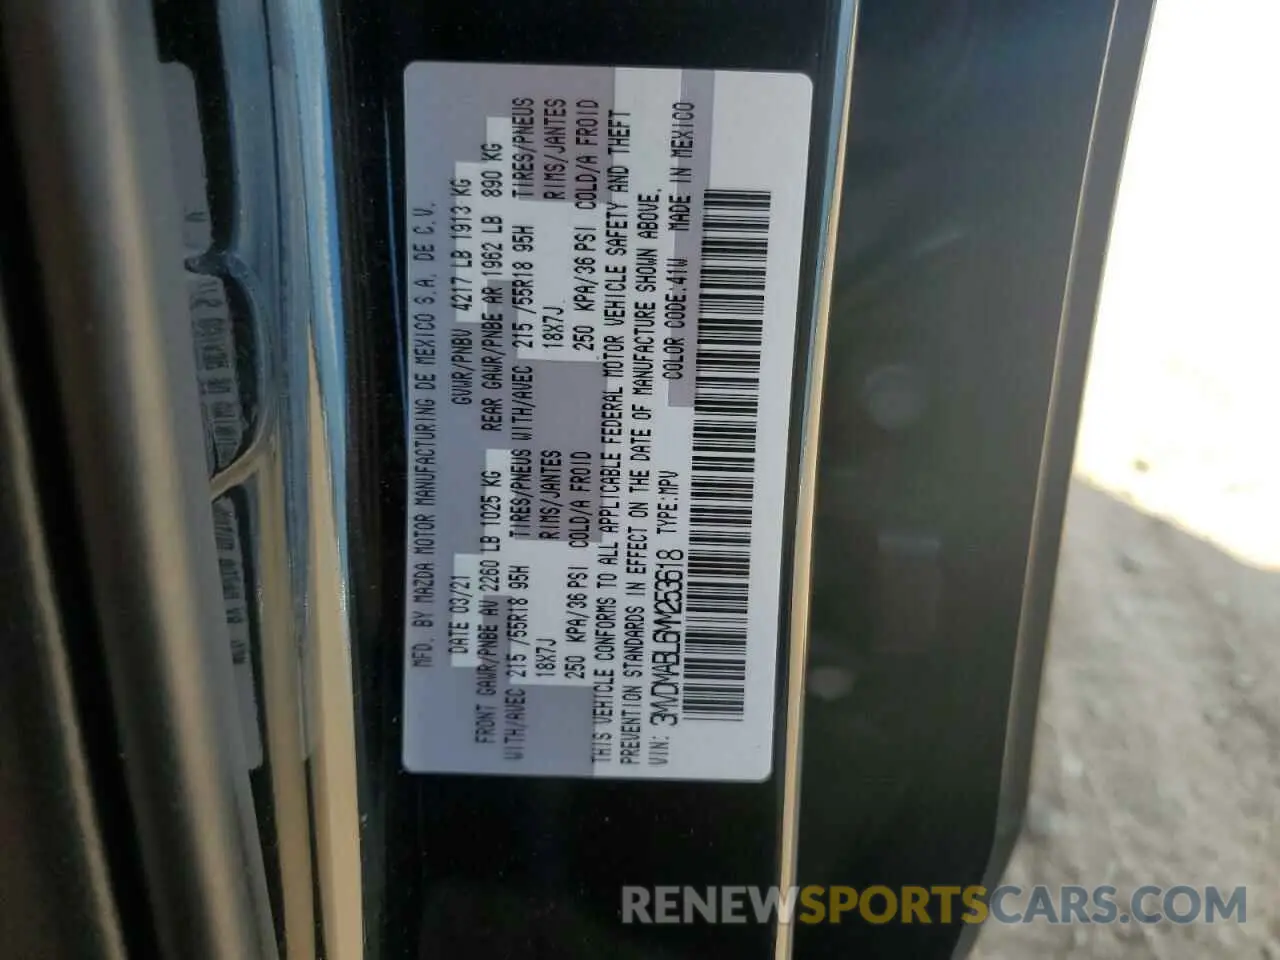 MFD. BY MAZDA MOTOR MANUFACTURING DE MEXICO S.A. DE C.V.
DATE 03/21 GVWR/PNBV 4217 LB 1913 KG
FRONT GAWR/PNBE AV 2260 LB 1025 KG REAR GAWR/PNBE AR 1962 LB 890 KG
WITH/AVEC 215 /55R18 95H TIRES/PNEUS WITH/AVEC 215 /55R18 95H TIRES/PNEUS
18X7J RIMS/JANTES 18X7J RIMS/JANTES
250 KPA/36 PSI COLD/A FROID 250 KPA/36 PSI COLD/A FROID
THIS VEHICLE CONFORMS TO ALL APPLICABLE FEDERAL MOTOR VEHICLE SAFETY AND THEFT
PREVENTION STANDARDS IN EFFECT ON THE DATE OF MANUFACTURE SHOWN ABOVE.
VIN: 3MVDMABL6MM253618 TYPE:MPV COLOR CODE:41W MADE IN MEXICO
RENEWSPORTSCARS.COM